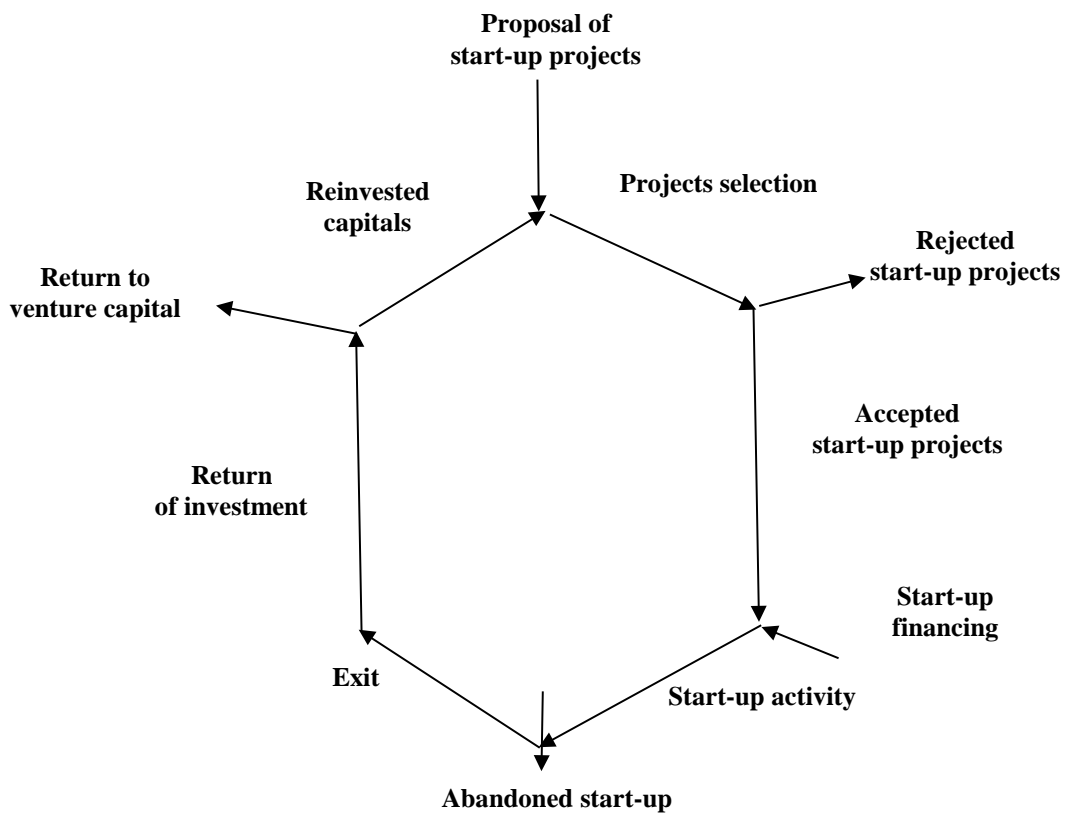 Proposal of
start-up projects
Projects selection
Reinvested
capitals
Rejected
start-up projects
Return to
venture capital
Accepted
start-up projects
Return
of investment
Start-up
financing
Exit
Start-up activity
Abandoned start-up